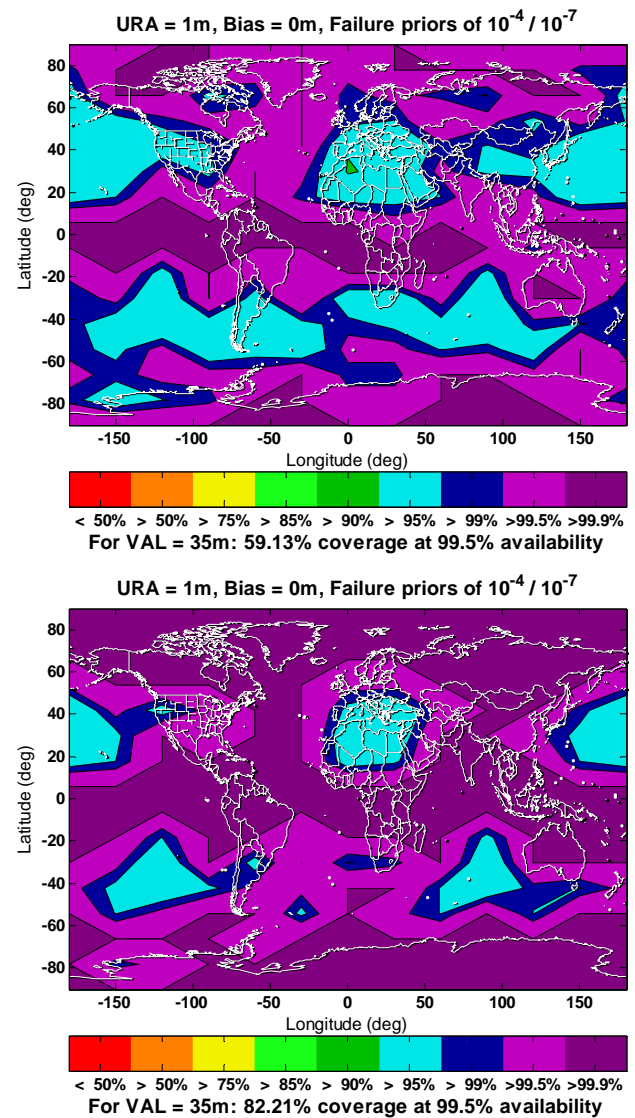 URA = 1m, Bias = 0m, Failure priors of 10^-4 / 10^-7
80
60
40
20
0
-20
-40
-60
-80
Latitude (deg)
-150 -100 -50 0 50 100 150
Longitude (deg)
< 50% > 50% > 75% > 85% > 90% > 95% > 99% >99.5% >99.9%
For VAL = 35m: 59.13% coverage at 99.5% availability
URA = 1m, Bias = 0m, Failure priors of 10^-4 / 10^-7
80
60
40
20
0
-20
-40
-60
-80
Latitude (deg)
-150 -100 -50 0 50 100 150
Longitude (deg)
< 50% > 50% > 75% > 85% > 90% > 95% > 99% >99.5% >99.9%
For VAL = 35m: 82.21% coverage at 99.5% availability